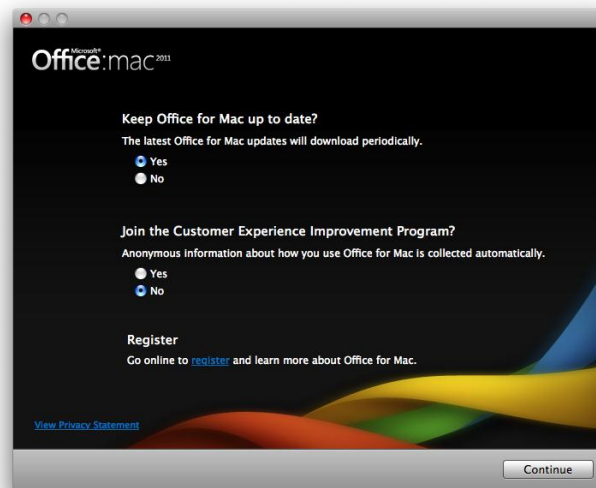 Microsoft®
Office:mac 2011
Keep Office for Mac up to date?
The latest Office for Mac updates will download periodically.
Yes
No
Join the Customer Experience Improvement Program?
Anonymous information about how you use Office for Mac is collected automatically.
Yes
No
Register
Go online to register and learn more about Office for Mac.
View Privacy Statement
Continue